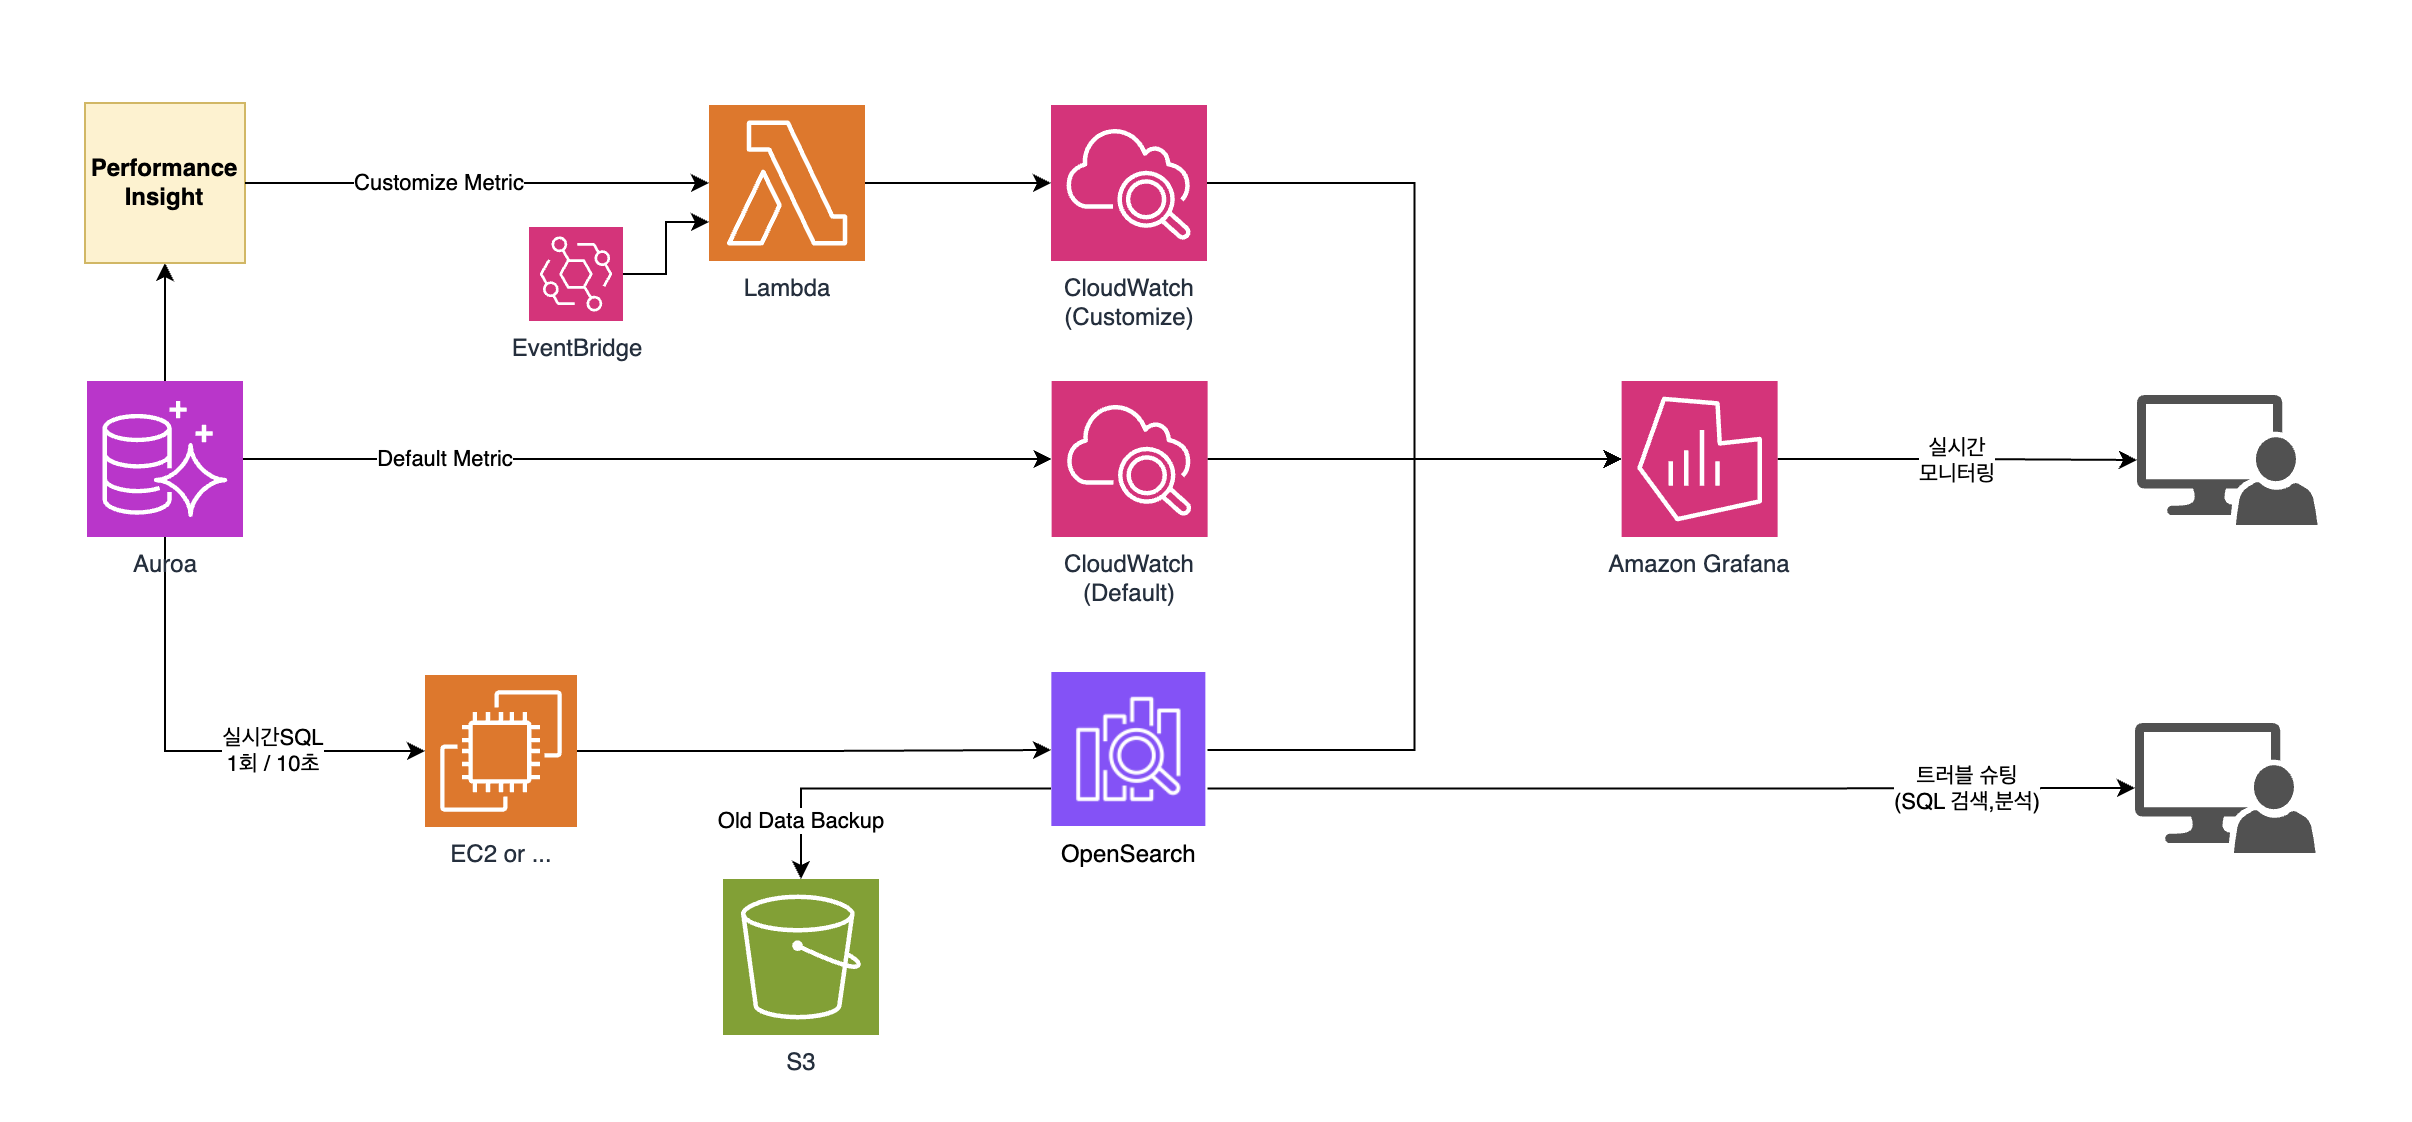 Performance
Insight
Customize Metric
Lambda
EventBridge
CloudWatch
(Customize)
Default Metric
Auroa
CloudWatch
(Default)
Amazon Grafana
실시간
모니터링
실시간SQL
1회 / 10초
EC2 or ...
Old Data Backup
OpenSearch
트러블 슈팅
(SQL 검색,분석)
S3